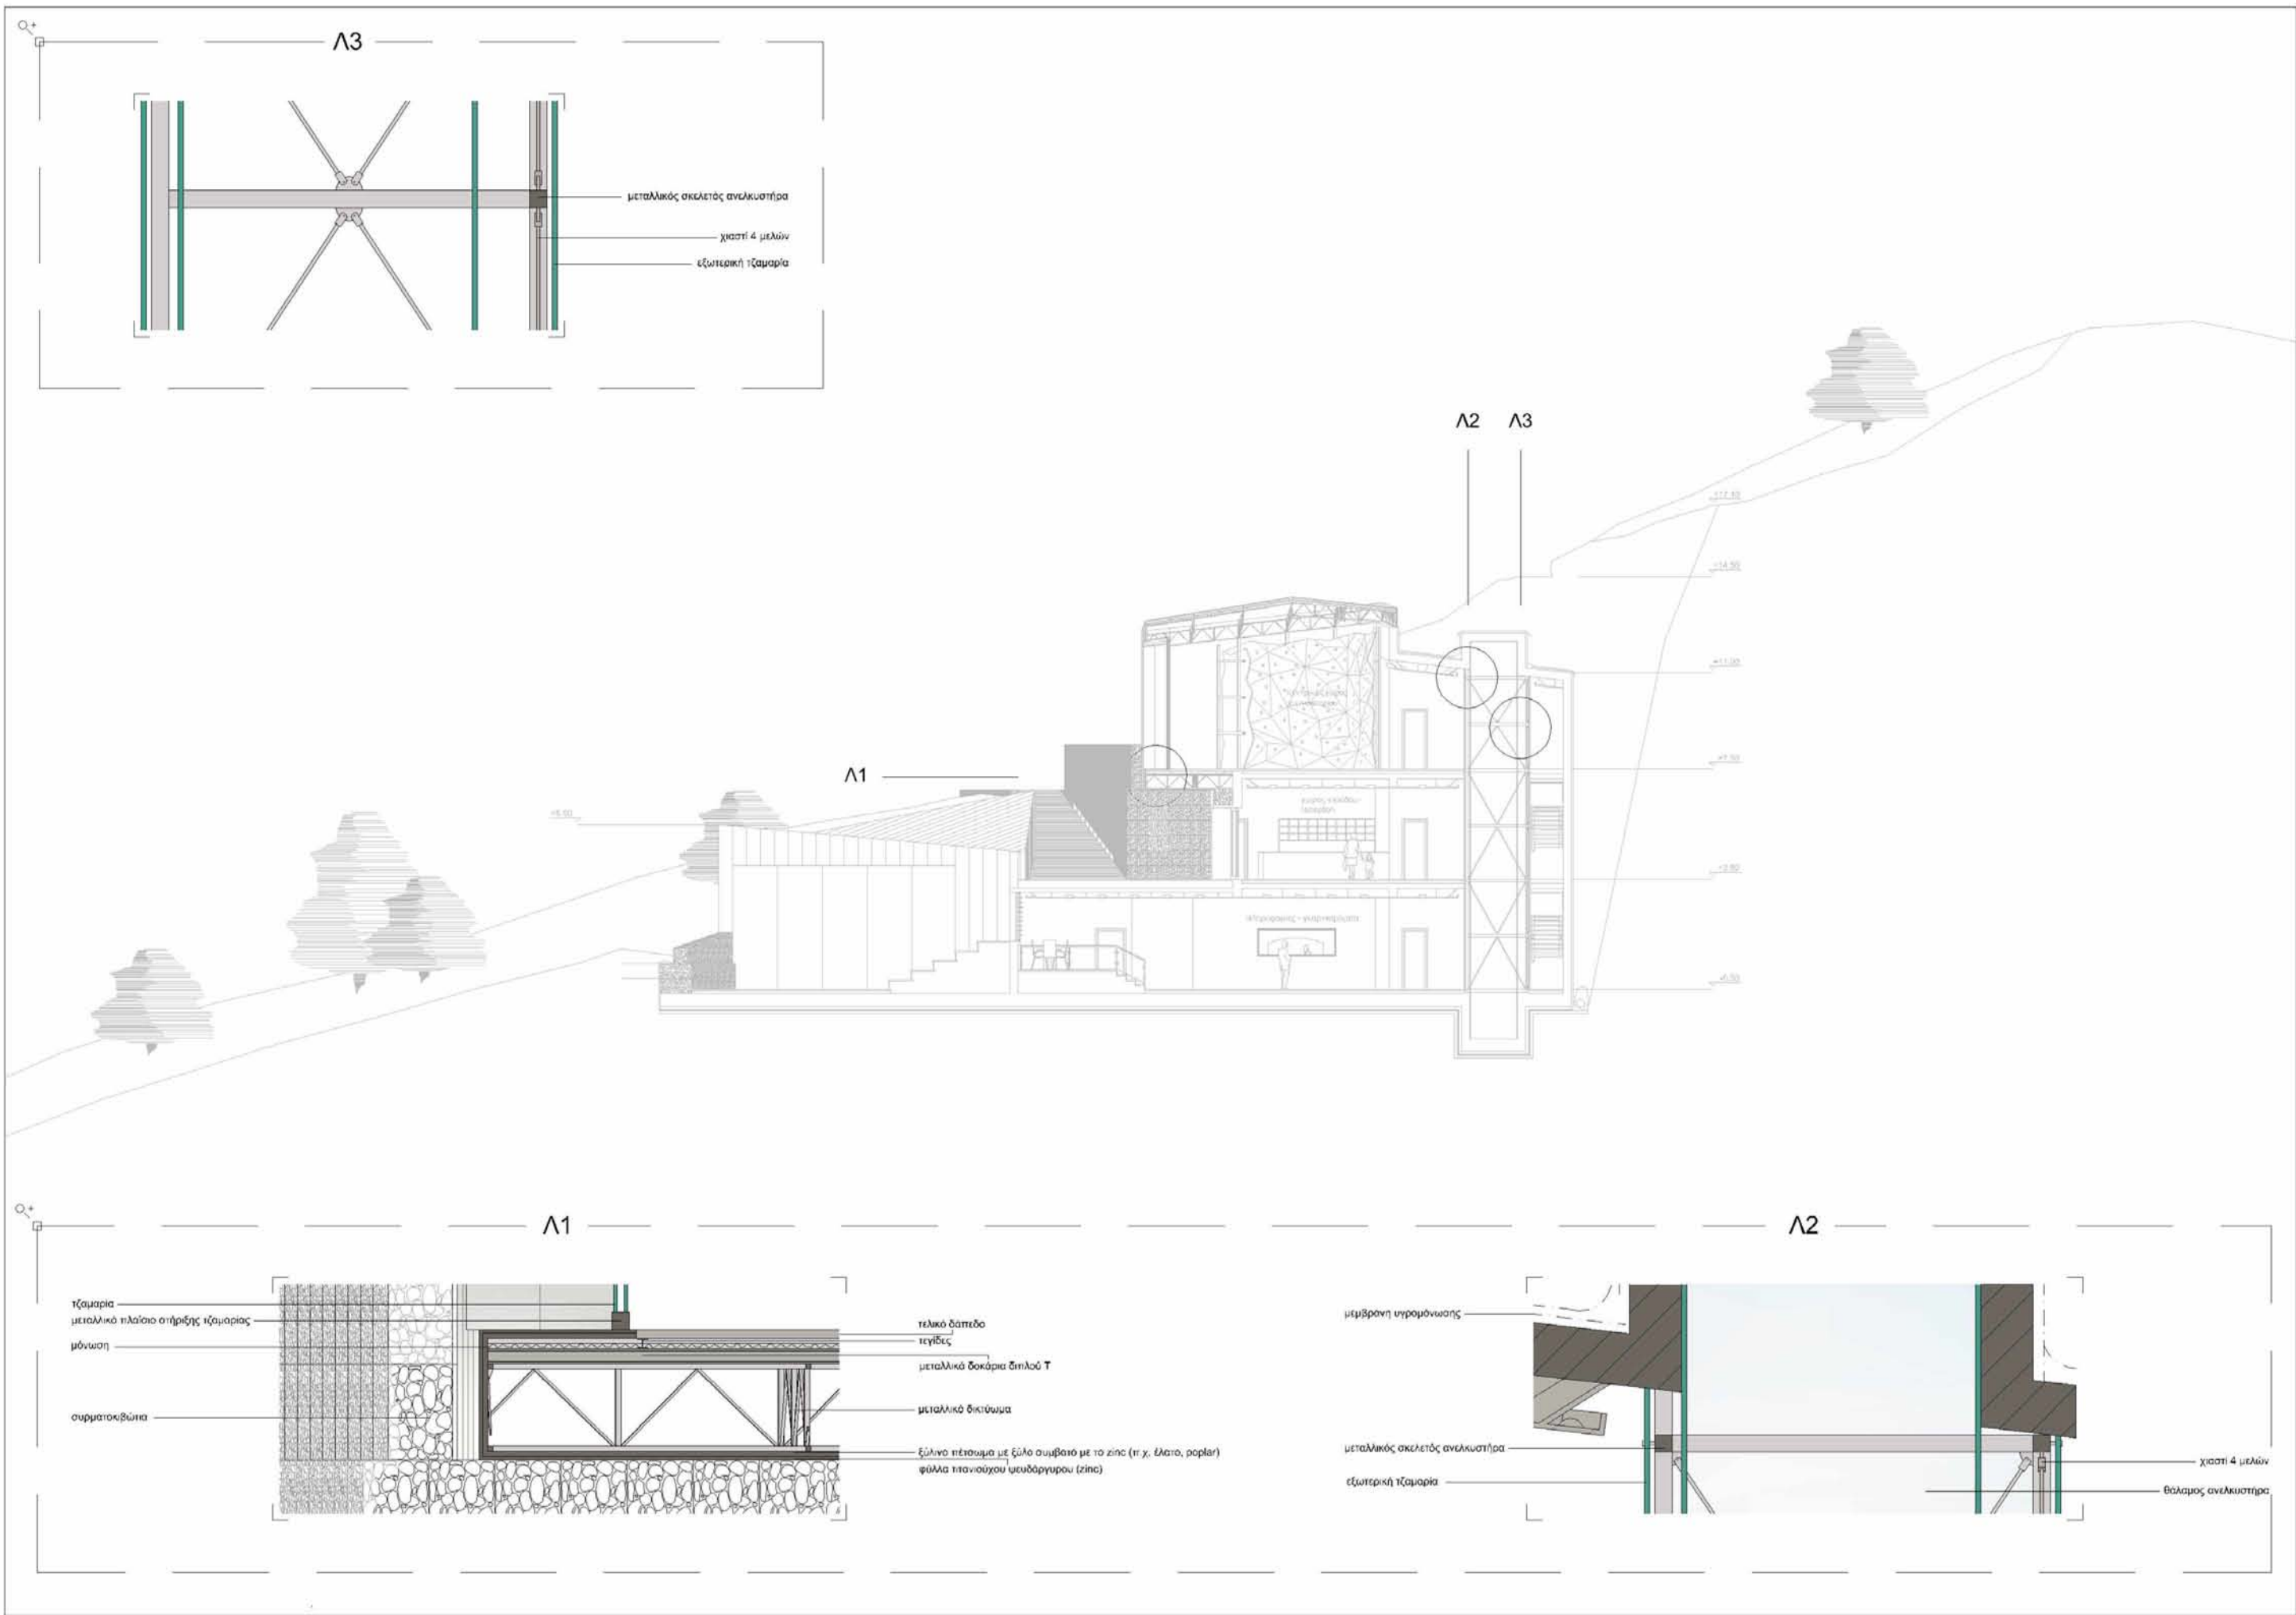 Λ3
μεταλλικός σκελετός ανελκυστήρα
χιαστί 4 μελών
εξωτερική τζαμαρία
Λ2 Λ3
+14.50
Λ1
Λ1
τζαμαρία
μεταλλικό πλαίσιο στήριξης τζαμαρίας
μόνωση
συρματοκιβώτια
τελικό δάπεδο
τεγίδες
μεταλλικά δοκάρια διπλού Τ
μεταλλικό δικτύωμα
ξύλινο πέτσωμα με ξύλο συμβατό με το zinc (π.χ. έλατο, poplar)
φύλλα τιτανιούχου ψευδάργυρου (zinc)
Λ2
μεμβράνη υγρομόνωσης
μεταλλικός σκελετός ανελκυστήρα
εξωτερική τζαμαρία
χιαστί 4 μελών
θάλαμος ανελκυστήρα